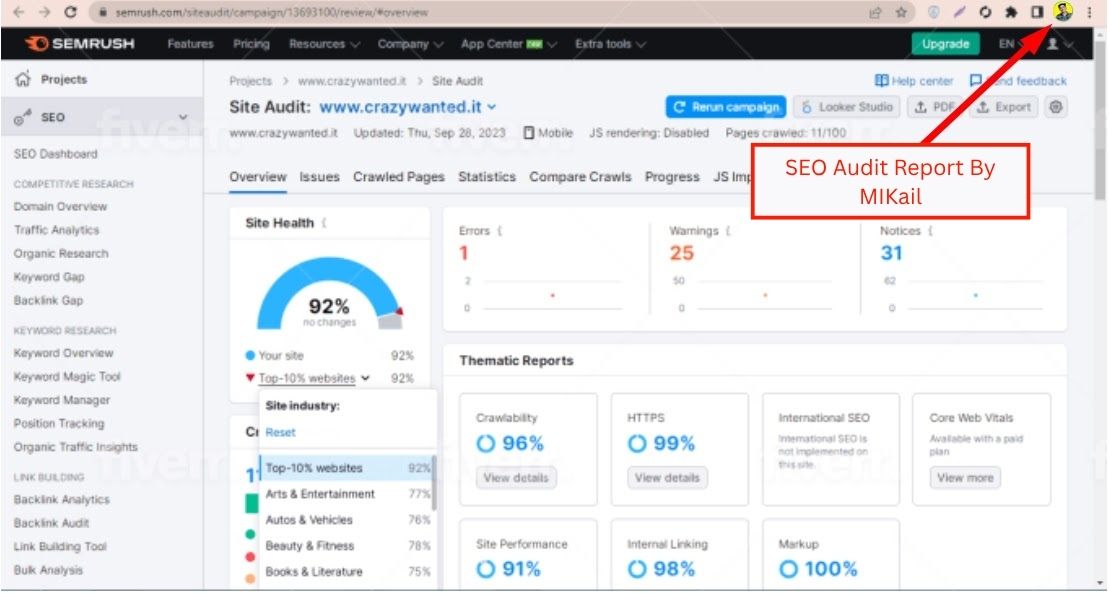 semrush.com/siteaudit/campaign/13693100/review/#overview
SEMRUSH
Features Pricing Resources Company App Center NEW Extra tools Upgrade EN
Projects
SEO
SEO Dashboard
COMPETITIVE RESEARCH
Domain Overview
Traffic Analytics
Organic Research
Keyword Gap
Backlink Gap
KEYWORD RESEARCH
Keyword Overview
Keyword Magic Tool
Keyword Manager
Position Tracking
Organic Traffic Insights
LINK BUILDING
Backlink Analytics
Backlink Audit
Link Building Tool
Bulk Analysis
Projects > www.crazywanted.it > Site Audit
Help center Send feedback
Site Audit: www.crazywanted.it
Rerun campaign Looker Studio PDF Export
www.crazywanted.it Updated: Thu, Sep 28, 2023 Mobile JS rendering: Disabled Pages crawled: 11/100
SEO Audit Report By
MIKail
Overview Issues Crawled Pages Statistics Compare Crawls Progress JS Imp
Site Health
92%
no changes
Your site 92%
Top-10% websites 92%
Site industry:
Reset
Top-10% websites 92%
Arts & Entertainment 77%
Autos & Vehicles 76%
Beauty & Fitness 78%
Books & Literature 75%
Errors
1
2
0
Warnings
25
50
0
Notices
31
62
0
Thematic Reports
Crawlability
96%
View details
HTTPS
99%
View details
International SEO
International SEO is
not implemented on
this site.
Core Web Vitals
Available with a paid
plan
View more
Site Performance
91%
Internal Linking
98%
Markup
100%